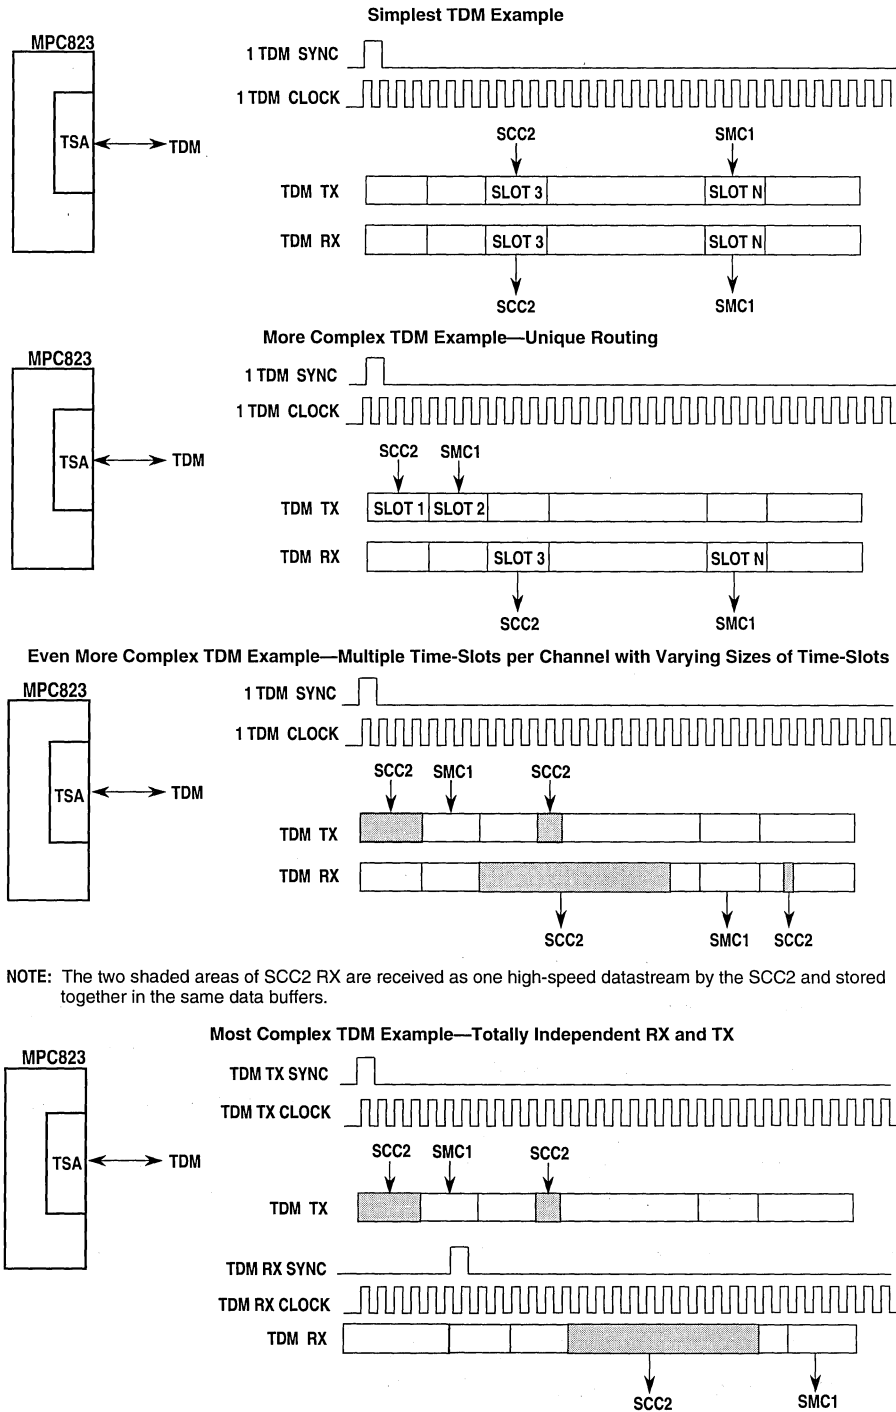 Simplest TDM Example
MPC823
1 TDM SYNC
1 TDM CLOCK
TSA
TDM
SCC2 SMC1
TDM TX SLOT 3 SLOT N
TDM RX SLOT 3 SLOT N
SCC2 SMC1
More Complex TDM Example—Unique Routing
MPC823
1 TDM SYNC
1 TDM CLOCK
TSA
TDM
SCC2 SMC1
TDM TX SLOT 1 SLOT 2
TDM RX SLOT 3 SLOT N
SCC2 SMC1
Even More Complex TDM Example—Multiple Time-Slots per Channel with Varying Sizes of Time-Slots
MPC823
1 TDM SYNC
1 TDM CLOCK
TSA
TDM
SCC2 SMC1 SCC2
TDM TX
TDM RX
SCC2 SMC1 SCC2
NOTE: The two shaded areas of SCC2 RX are received as one high-speed datastream by the SCC2 and stored
together in the same data buffers.
Most Complex TDM Example—Totally Independent RX and TX
MPC823
TDM TX SYNC
TDM TX CLOCK
TSA
TDM
SCC2 SMC1 SCC2
TDM TX
TDM RX SYNC
TDM RX CLOCK
TDM RX
SCC2 SMC1